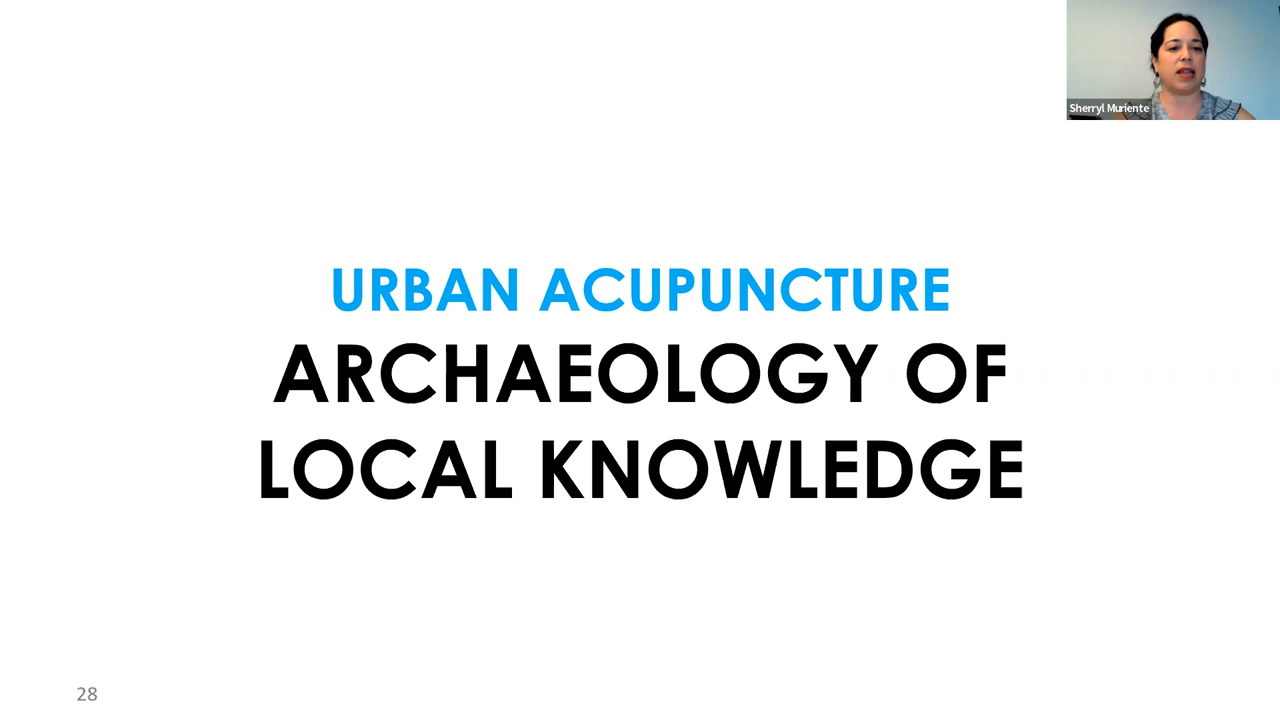 Sherryl Muriente
URBAN ACUPUNCTURE
ARCHAEOLOGY OF
LOCAL KNOWLEDGE
28